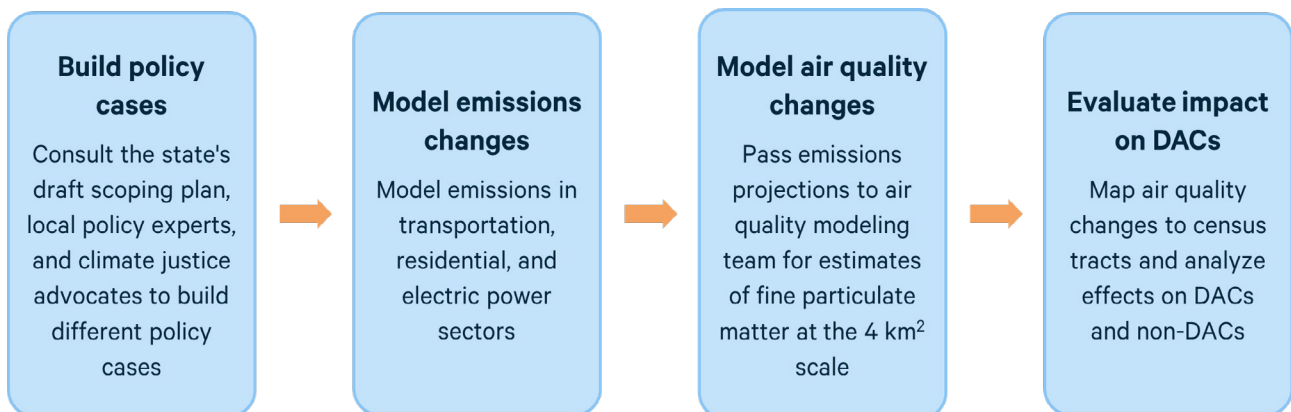 Build policy
cases
Consult the state's
draft scoping plan,
local policy experts,
and climate justice
advocates to build
different policy
cases
Model emissions
changes
Model emissions in
transportation,
residential, and
electric power
sectors
Model air quality
changes
Pass emissions
projections to air
quality modeling
team for estimates
of fine particulate
matter at the 4 km²
scale
Evaluate impact
on DACs
Map air quality
changes to census
tracts and analyze
effects on DACs
and non-DACs